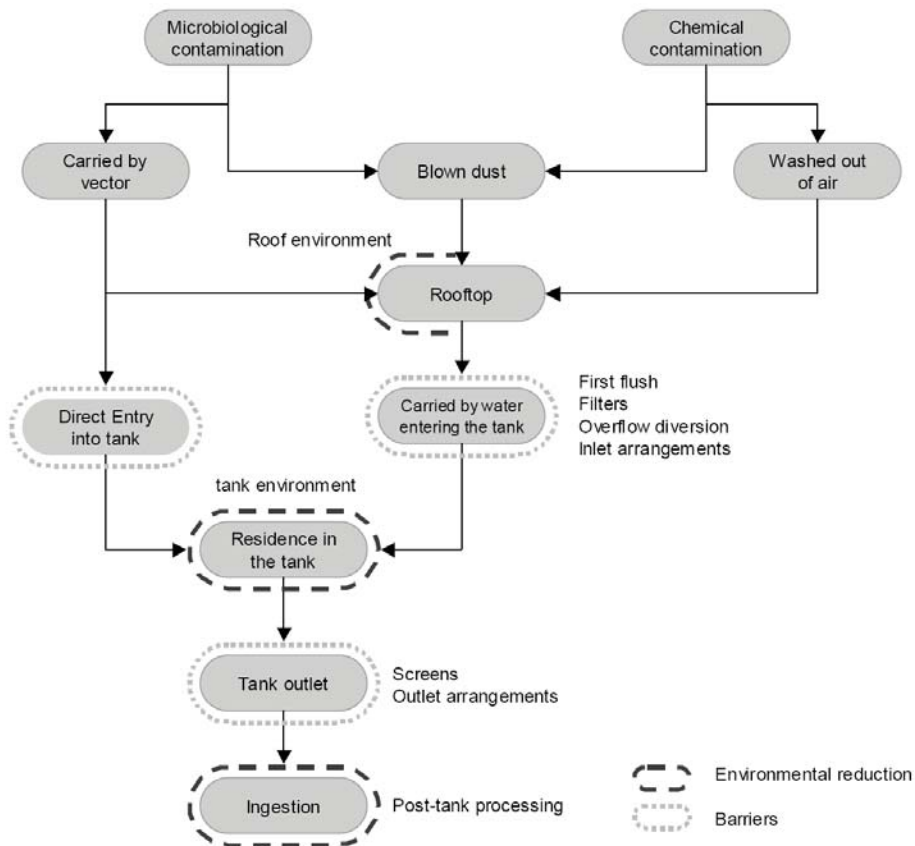 Microbiological
contamination
Chemical
contamination
Carried by
vector
Blown dust
Washed out
of air
Roof environment
Rooftop
Direct Entry
into tank
Carried by water
entering the tank
First flush
Filters
Overflow diversion
Inlet arrangements
tank environment
Residence in
the tank
Tank outlet
Screens
Outlet arrangements
Ingestion
Post-tank processing
Environmental reduction
Barriers